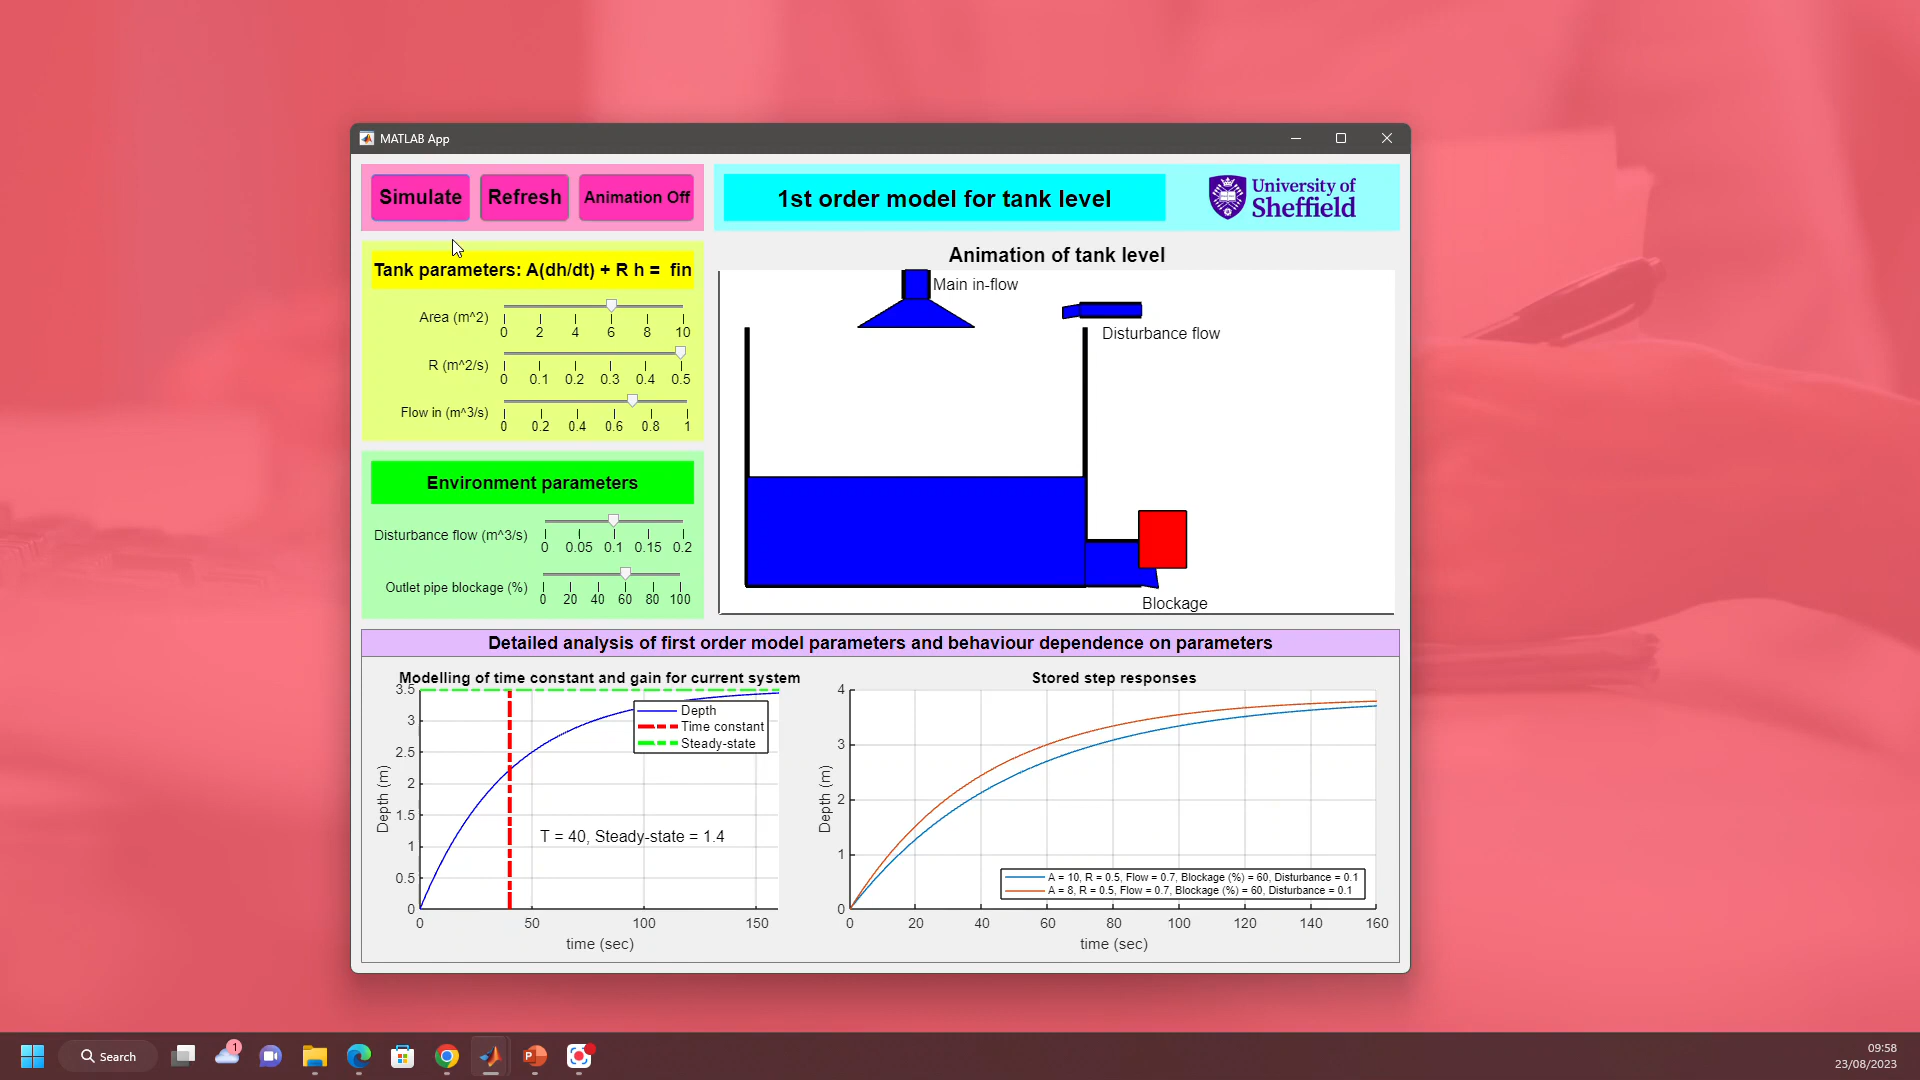 MATLAB App
Simulate
Refresh
Animation Off
1st order model for tank level
University of
Sheffield
Tank parameters: A(dh/dt) + R h = fin
Area (m^2)
0 2 4 6 8 10
R (m^2/s)
0 0.1 0.2 0.3 0.4 0.5
Flow in (m^3/s)
0 0.2 0.4 0.6 0.8 1
Environment parameters
Disturbance flow (m^3/s)
0 0.05 0.1 0.15 0.2
Outlet pipe blockage (%)
0 20 40 60 80 100
Animation of tank level
Main in-flow
Disturbance flow
Blockage
Detailed analysis of first order model parameters and behaviour dependence on parameters
Modelling of time constant and gain for current system
3.5
3
2.5
2
1.5
1
0.5
0
Depth (m)
Depth
Time constant
Steady-state
T = 40, Steady-state = 1.4
0 50 100 150
time (sec)
Stored step responses
4
3
2
1
0
Depth (m)
A = 10, R = 0.5, Flow = 0.7, Blockage (%) = 60, Disturbance = 0.1
A = 8, R = 0.5, Flow = 0.7, Blockage (%) = 60, Disturbance = 0.1
0 20 40 60 80 100 120 140 160
time (sec)
Search
1
09:58
23/08/2023